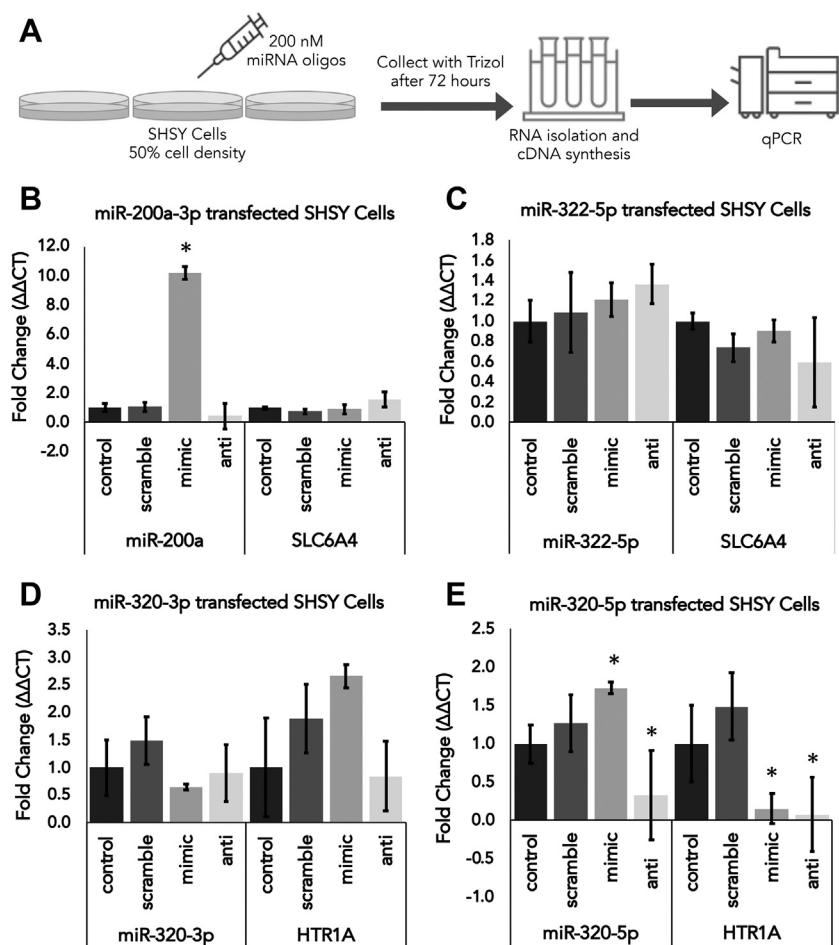 A
200 nM
miRNA oligos
SHSY Cells
50% cell density
Collect with Trizol
after 72 hours
RNA isolation and
cDNA synthesis
qPCR
B
miR-200a-3p transfected SHSY Cells
Fold Change (ΔΔCT)
12.0
10.0
8.0
6.0
4.0
2.0
0.0
-2.0
*
control
scramble
mimic
anti
control
scramble
mimic
anti
miR-200a
SLC6A4
C
miR-322-5p transfected SHSY Cells
Fold Change (ΔΔCT)
1.8
1.6
1.4
1.2
1.0
0.8
0.6
0.4
0.2
0.0
control
scramble
mimic
anti
control
scramble
mimic
anti
miR-322-5p
SLC6A4
D
miR-320-3p transfected SHSY Cells
Fold Change (ΔΔCT)
3.5
3.0
2.5
2.0
1.5
1.0
0.5
0.0
control
scramble
mimic
anti
control
scramble
mimic
anti
miR-320-3p
HTR1A
E
miR-320-5p transfected SHSY Cells
Fold Change (ΔΔCT)
2.5
2.0
1.5
1.0
0.5
0.0
-0.5
-1.0
*
*
*
*
control
scramble
mimic
anti
control
scramble
mimic
anti
miR-320-5p
HTR1A